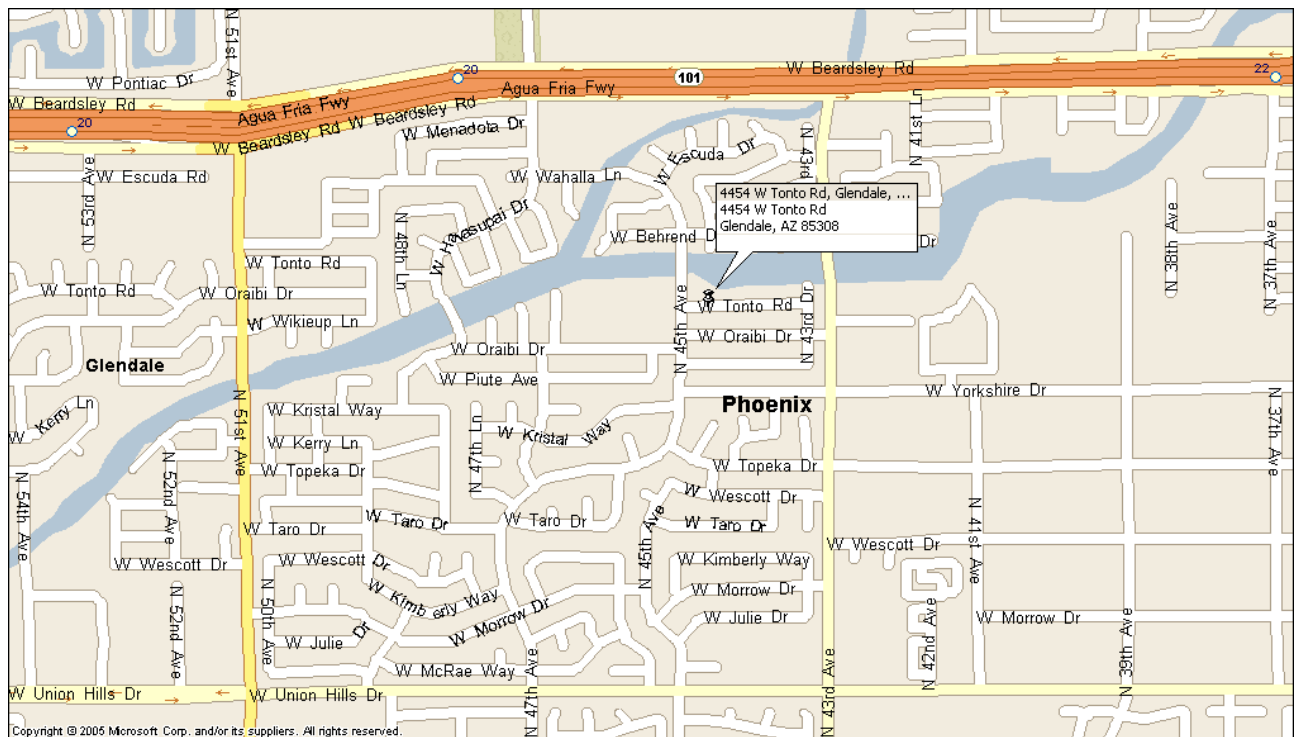 N 51st Ave
W Pontiac Dr
20
101
W Beardsley Rd
22
W Beardsley Rd
Agua Fria Fwy
Agua Fria Fwy
20
W Beardsley Rd
W Beardsley Rd
W Menadota Dr
N 41st Ln
N 43rd
W Escuda Dr
N 53rd Ave
W Escuda Rd
W Wahalla Ln
4454 W Tonto Rd, Glendale, ...
4454 W Tonto Rd
Glendale, AZ 85308
N 48th Ln
W Havasupai Dr
W Behrend D
Dr
N 38th Ave
N 37th Ave
W Tonto Rd
W Tonto Rd
W Oraibi Dr
W Tonto Rd
N 43rd Dr
W Wikieup Ln
N 45th Ave
W Oraibi Dr
W Oraibi Dr
Glendale
W Piute Ave
W Yorkshire Dr
N 51st Ave
W Kerry Ln
W Kristal Way
Phoenix
N 37th Ave
N 47th Ln
W Kristal Way
W Kerry Ln
W Topeka Dr
W Topeka Dr
N 54th Ave
N 52nd Ave
W Wescott Dr
N 41st Ave
W Taro Dr
W Taro Dr
W Taro Dr
N 45th Ave
W Taro Dr
W Wescott Dr
W Wescott Dr
W Wescott Dr
W Kimberly Way
N 52nd Ave
N 50th Ave
W Kimberly Way
W Morrow Dr
N 42nd Ave
W Morrow Dr
W Morrow Dr
W Julie Dr
W Julie Dr
N 39th Ave
W McRae Way
N 47th Ave
N 43rd Ave
W Union Hills Dr
W Union Hills Dr
Copyright © 2005 Microsoft Corp. and/or its suppliers. All rights reserved.